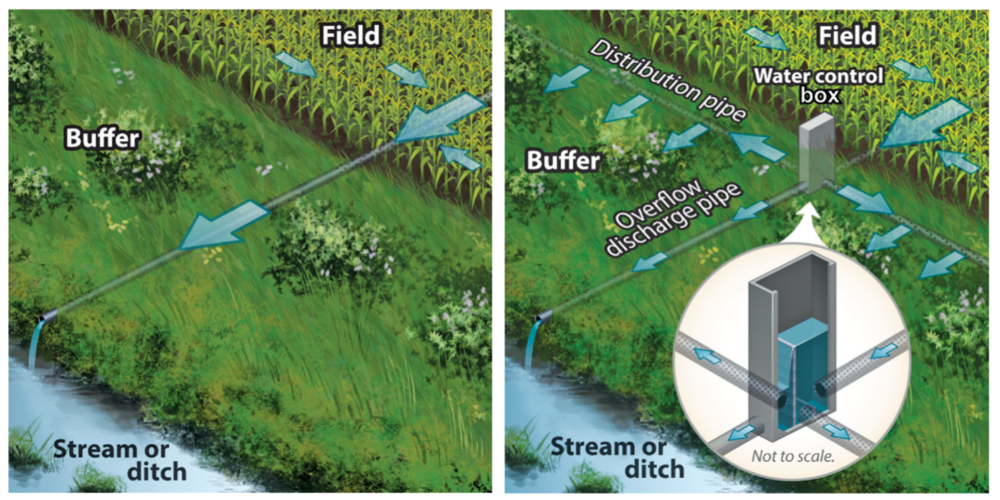 Field
Buffer
Stream or
ditch
Field
Distribution pipe
Water control
box
Buffer
Overflow
discharge pipe
Stream or
ditch
Not to scale.